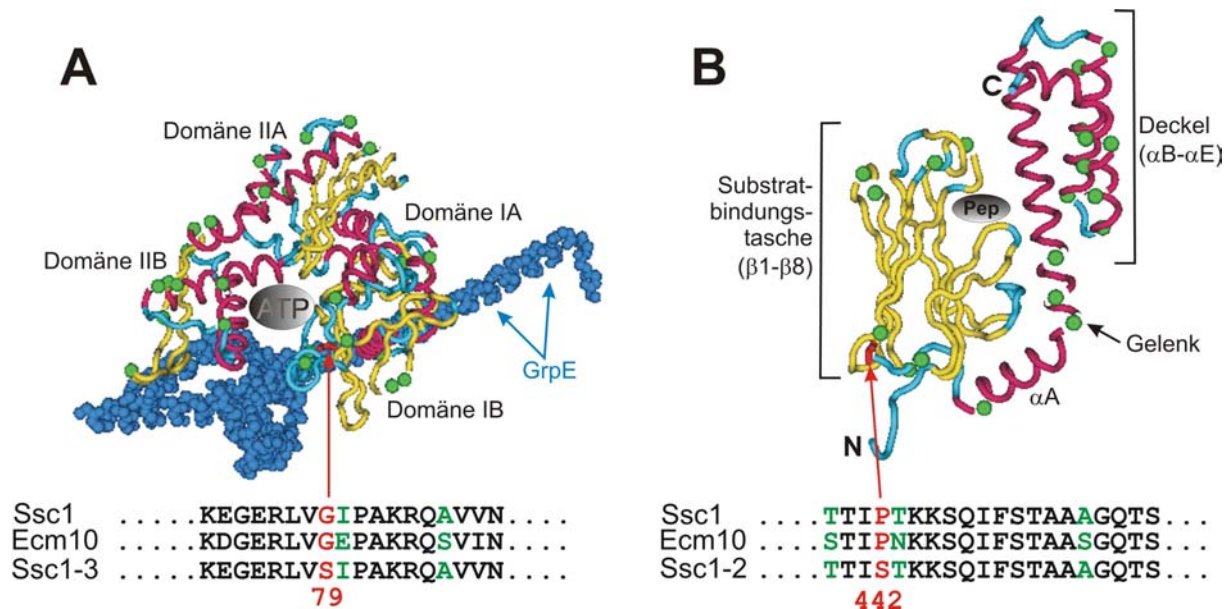 A
Domäne IIA
Domäne IA
Domäne IIB
ATP
GrpE
Domäne IB
Ssc1 .....KEGERLVGIPAKRQAVVN....
Ecm10 .....KDGERLVGEPAKRQSVIN....
Ssc1-3 .....KEGERLVSIPAKRQAVVN....
79
B
C
Deckel
(αB-αE)
Substrat-
bindungs-
tasche
(β1-β8)
Pep
Gelenk
αA
N
Ssc1 ....TTIPTKKSQIFSTAAAGQTS...
Ecm10 ....STIPNKKSQIFSTAASGQTS...
Ssc1-2 ....TTISTKKSQIFSTAAAGQTS...
442